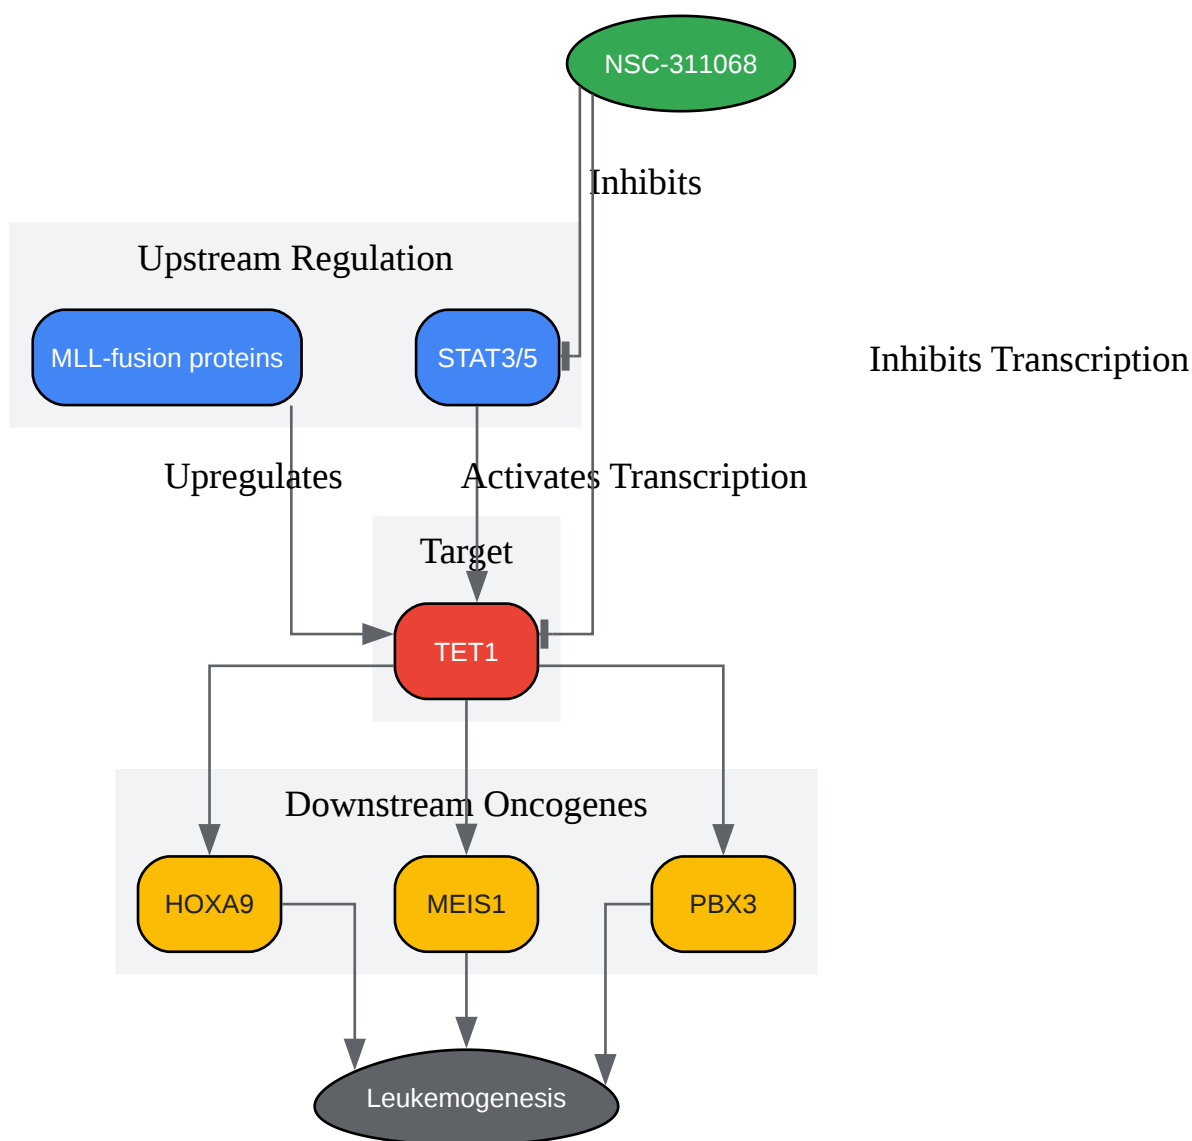 NSC-311068
Inhibits
Upstream Regulation
MLL-fusion proteins
STAT3/5
Inhibits Transcription
Upregulates
Activates Transcription
Target
TET1
Downstream Oncogenes
HOXA9
MEIS1
PBX3
Leukemogenesis